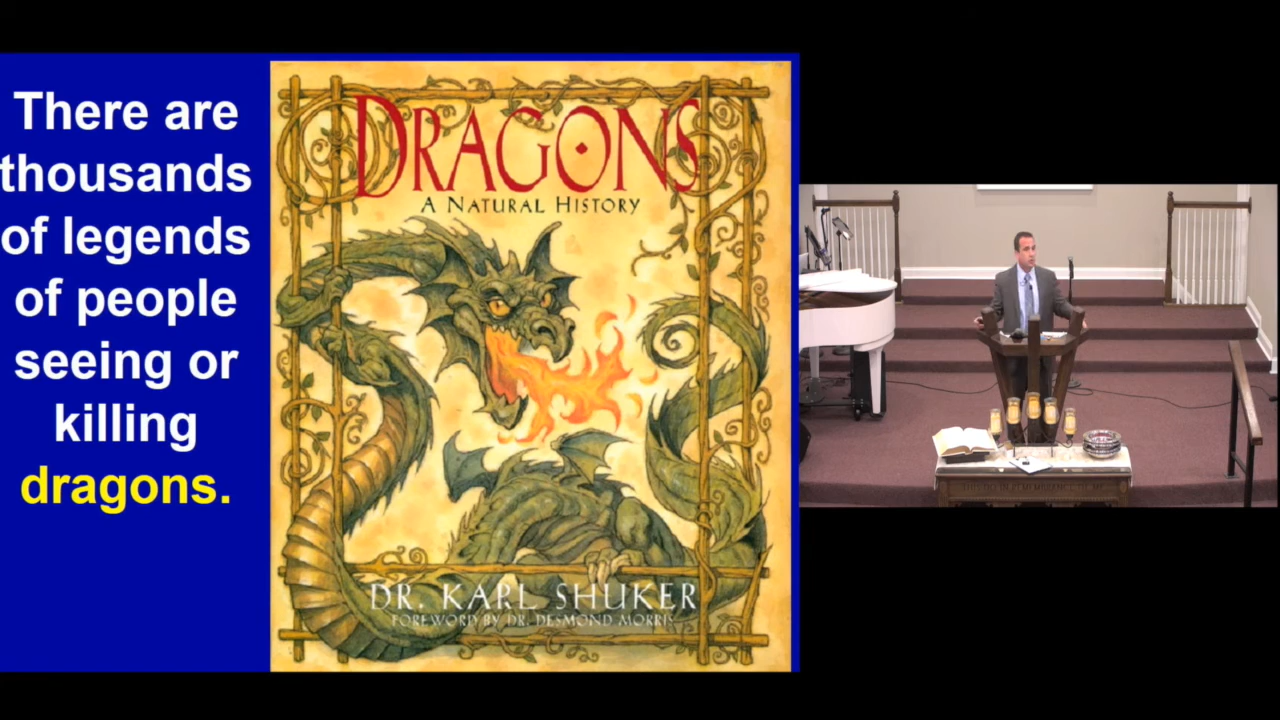 There are
thousands
of legends
of people
seeing or
killing
dragons.
DRAGONS
A NATURAL HISTORY
DR. KARL SHUKER
FOREWORD BY DR. DESMOND MORRIS